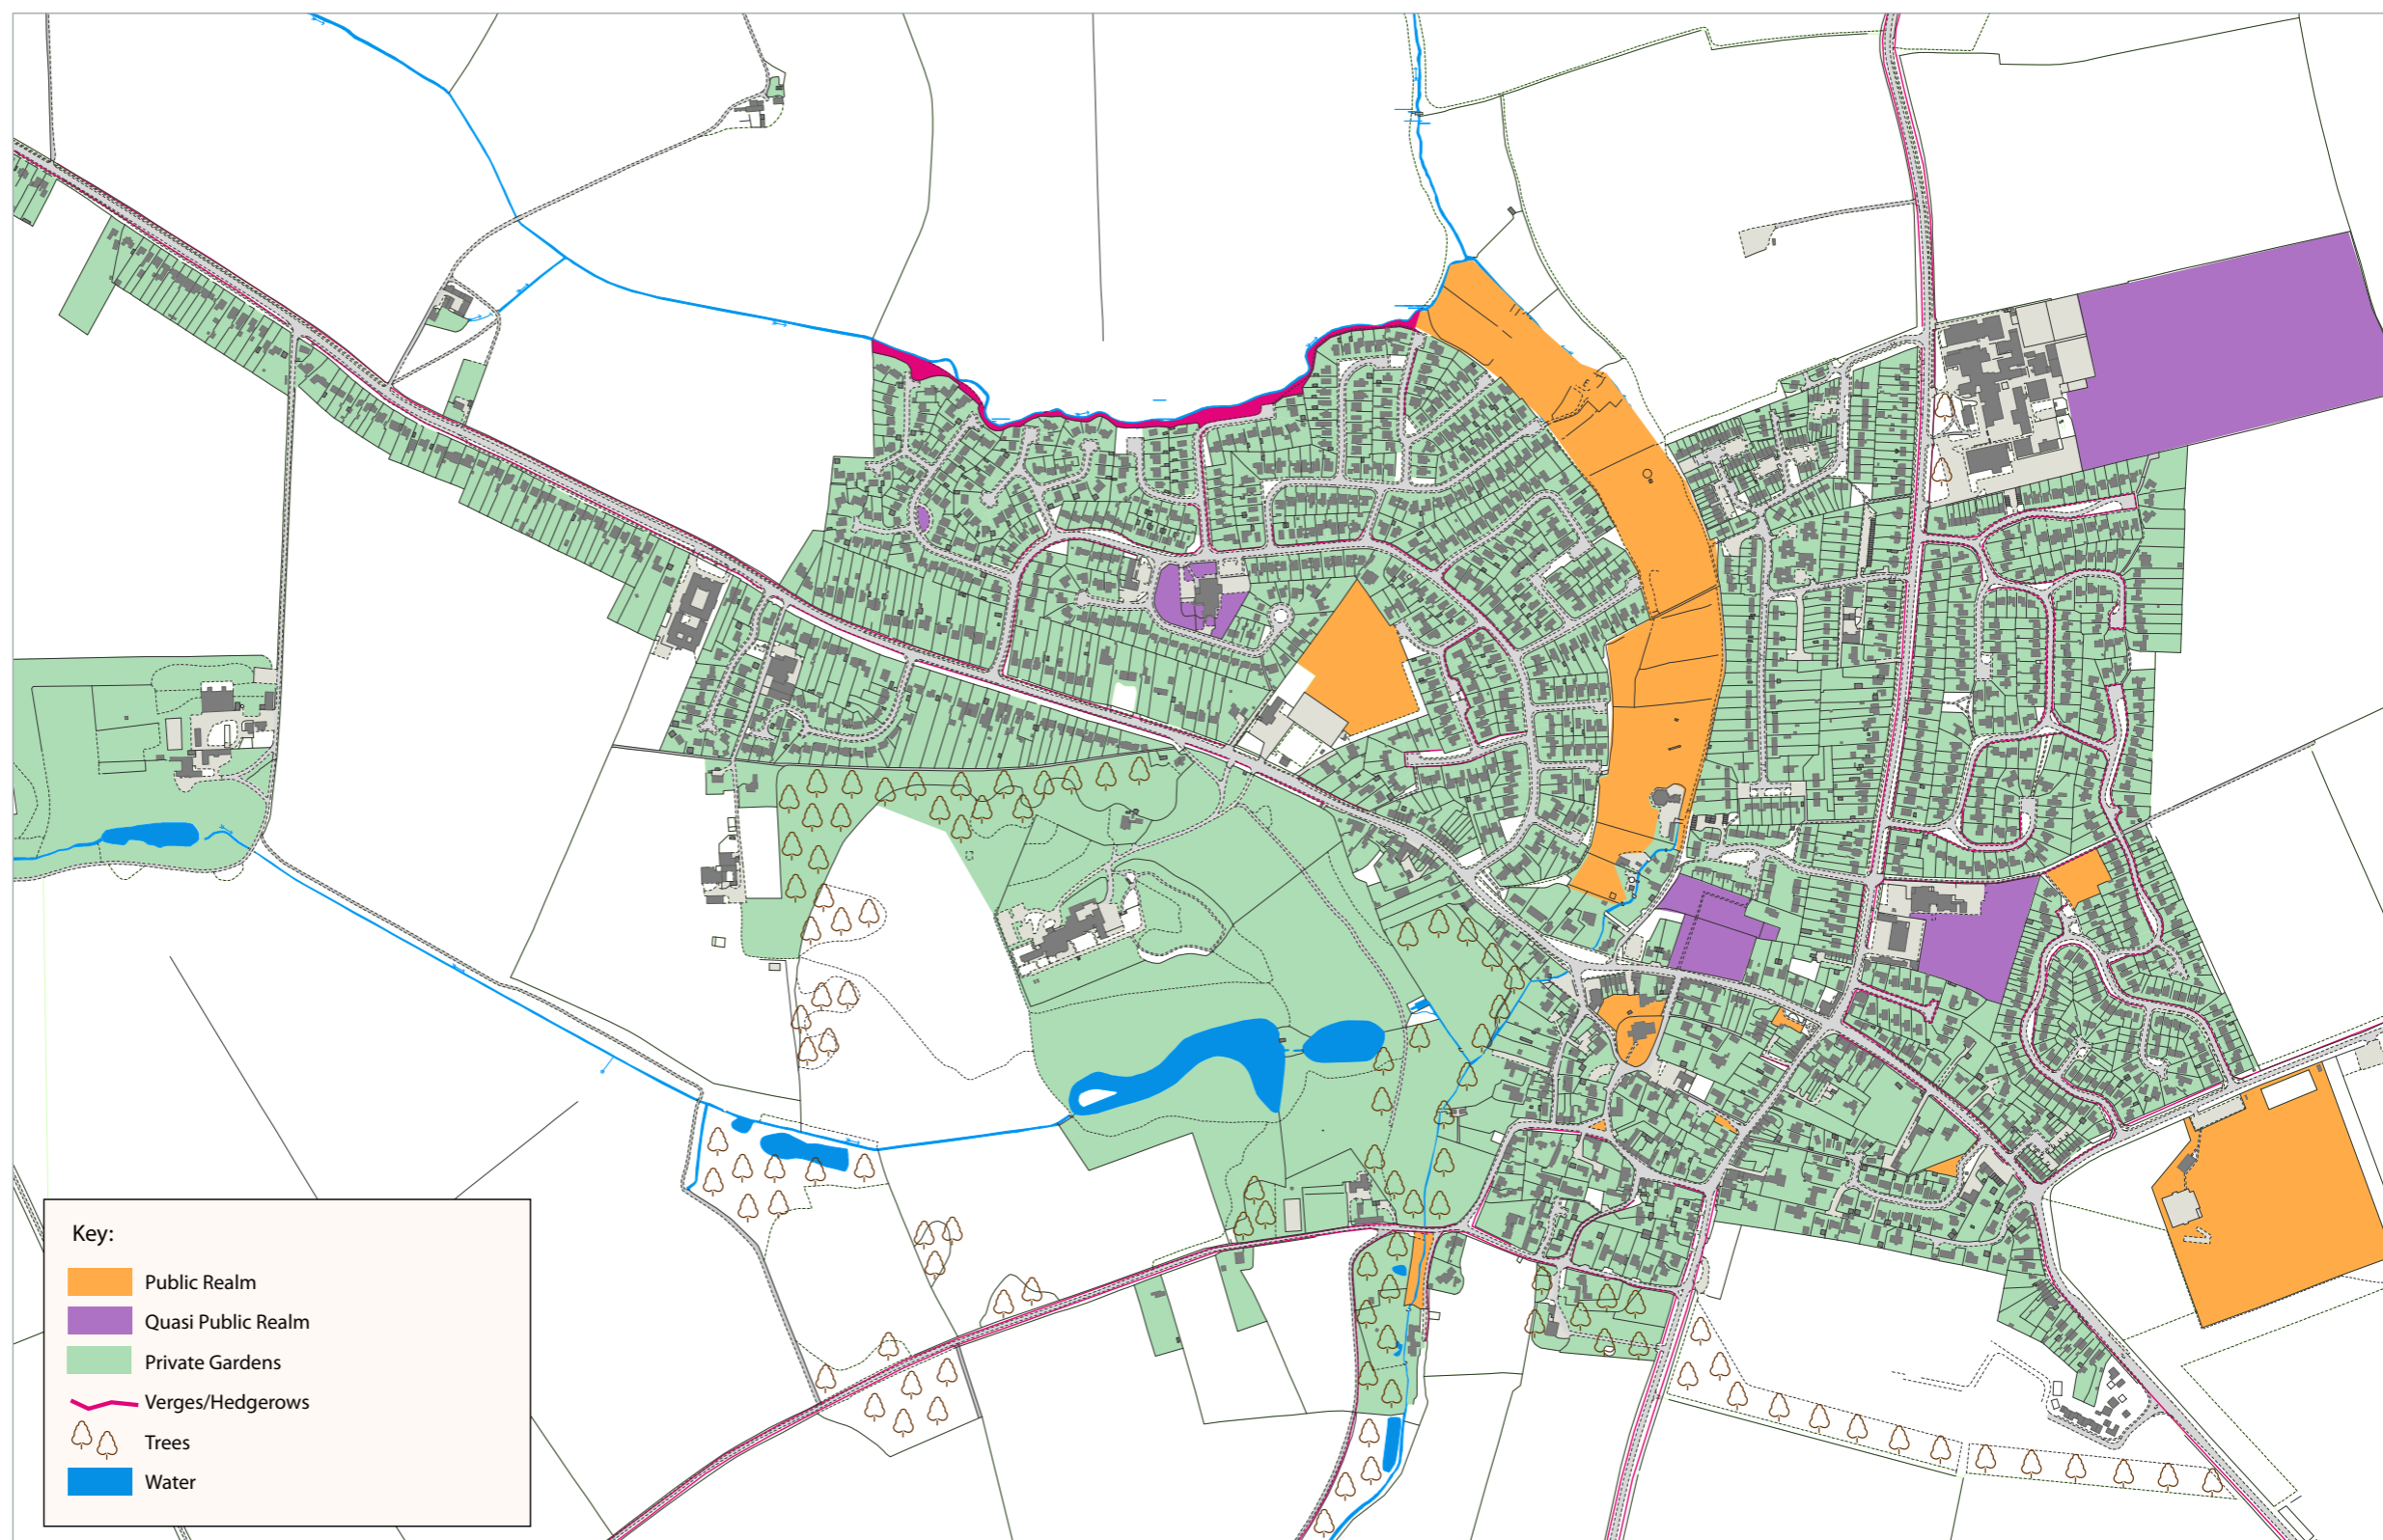 Key:
Public Realm
Quasi Public Realm
Private Gardens
Verges/Hedgerows
Trees
Water